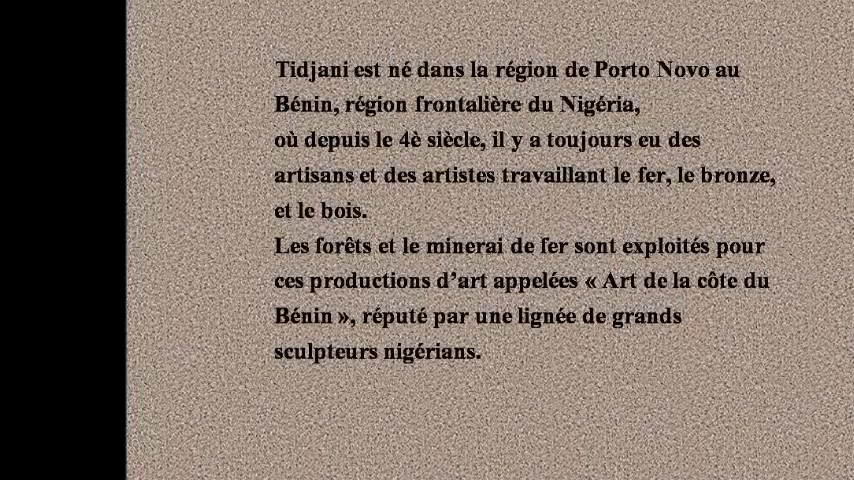 Tidjani est né dans la région de Porto Novo au
Bénin, région frontalière du Nigéria,
où depuis le 4è siècle, il y a toujours eu des
artisans et des artistes travaillant le fer, le bronze,
et le bois.
Les forêts et le minerai de fer sont exploités pour
ces productions d’art appelées « Art de la côte du
Bénin », réputé par une lignée de grands
sculpteurs nigérians.